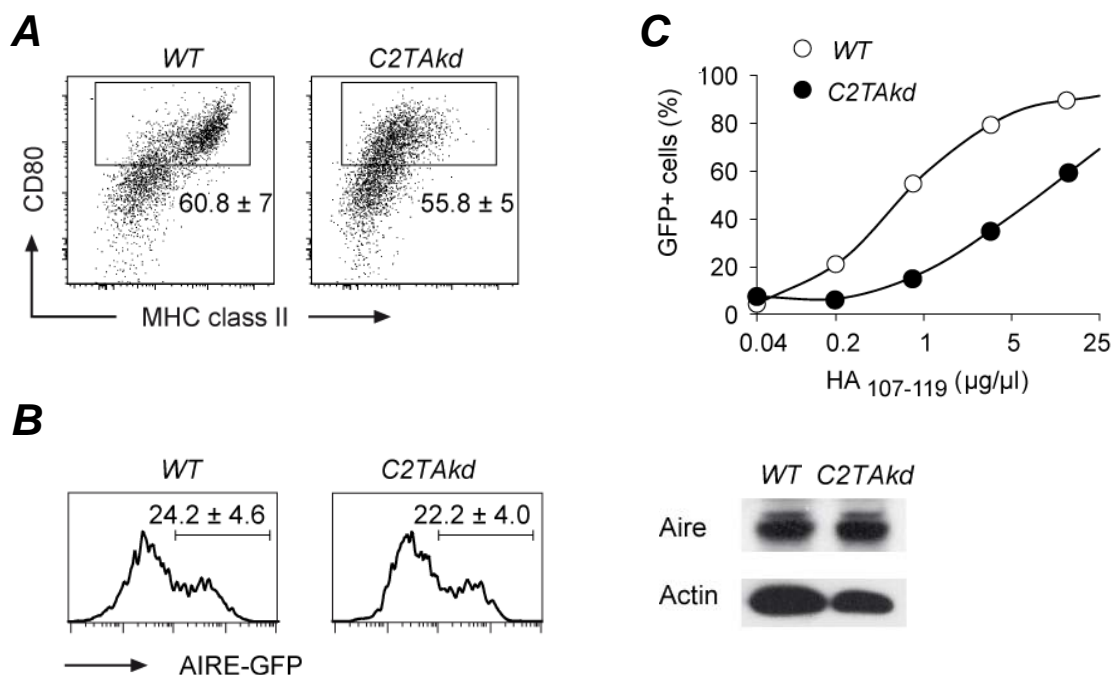 A
WT
C2TAkd
CD80
60.8 ± 7
55.8 ± 5
MHC class II
B
WT
C2TAkd
24.2 ± 4.6
22.2 ± 4.0
AIRE-GFP
C
WT
C2TAkd
GFP+ cells (%)
100
80
60
40
20
0
0.04 0.2 1 5 25
HA 107-119 (µg/µl)
WT C2TAkd
Aire
Actin